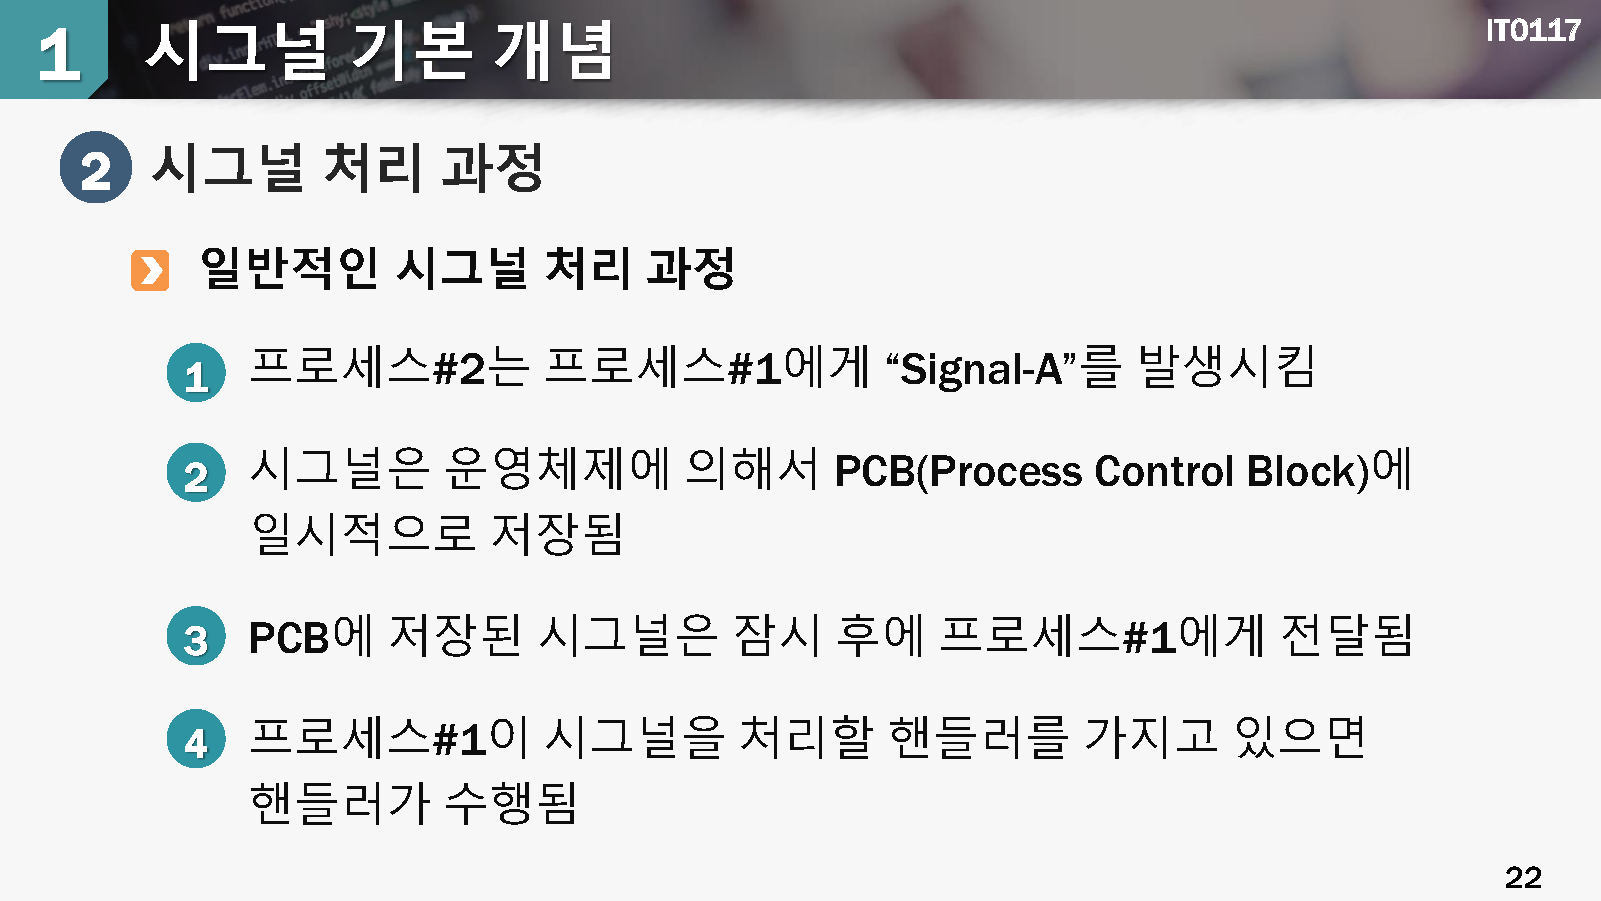 1 시그널 기본 개념
IT0117
2 시그널 처리 과정
일반적인 시그널 처리 과정
1 프로세스#2는 프로세스#1에게 “Signal-A”를 발생시킴
2 시그널은 운영체제에 의해서 PCB(Process Control Block)에
일시적으로 저장됨
3 PCB에 저장된 시그널은 잠시 후에 프로세스#1에게 전달됨
4 프로세스#1이 시그널을 처리할 핸들러를 가지고 있으면
핸들러가 수행됨
22